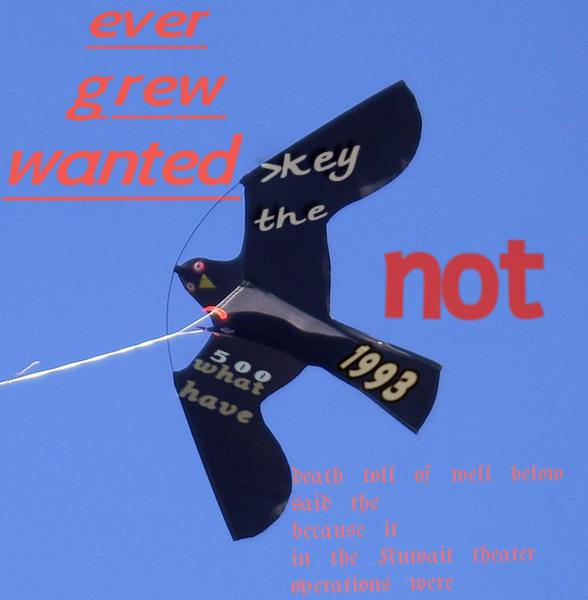 ever
grew
wanted
>Key
the
not
500
what
have
1993
death toll of well below
said the
because it
in the Kuwait theater
operations were